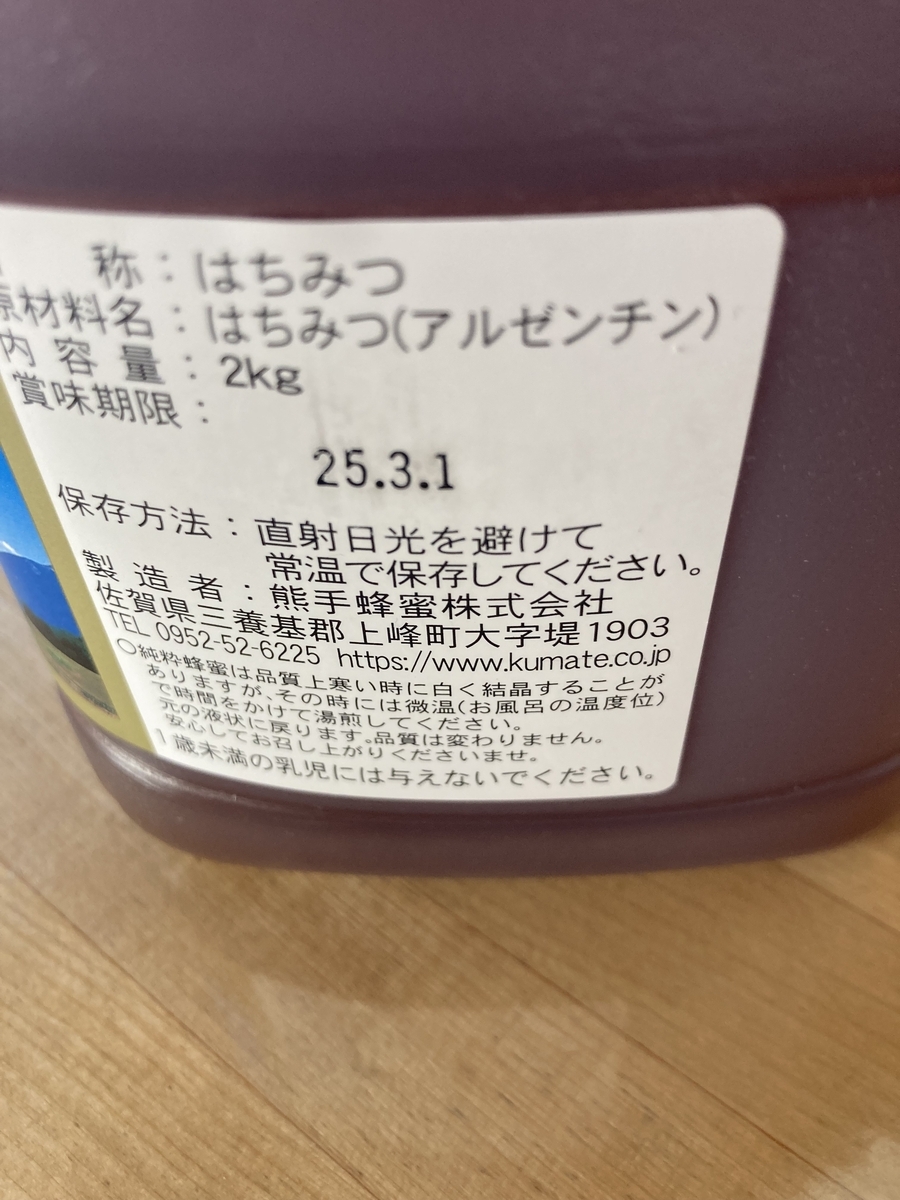 称:はちみつ
原材料名:はちみつ(アルゼンチン)
内容量:2kg
賞味期限:
25.3.1
保存方法:直射日光を避けて
常温で保存してください。
製造者:熊手蜂蜜株式会社
佐賀県三養基郡上峰町大字堤1903
TEL 0952-52-6225 https://www.kumate.co.jp
○純粋蜂蜜は品質上寒い時に白く結晶することが
ありますが、その時には微温(お風呂の温度位)
で時間をかけて湯煎してください。
元の液状に戻ります。品質は変わりません。
安心してお召し上がりくださいませ。
1歳未満の乳児には与えないでください。